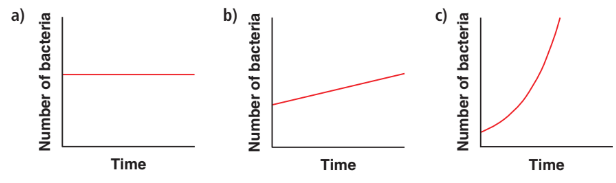 a)
Number of bacteria
Time
b)
Number of bacteria
Time
c)
Number of bacteria
Time